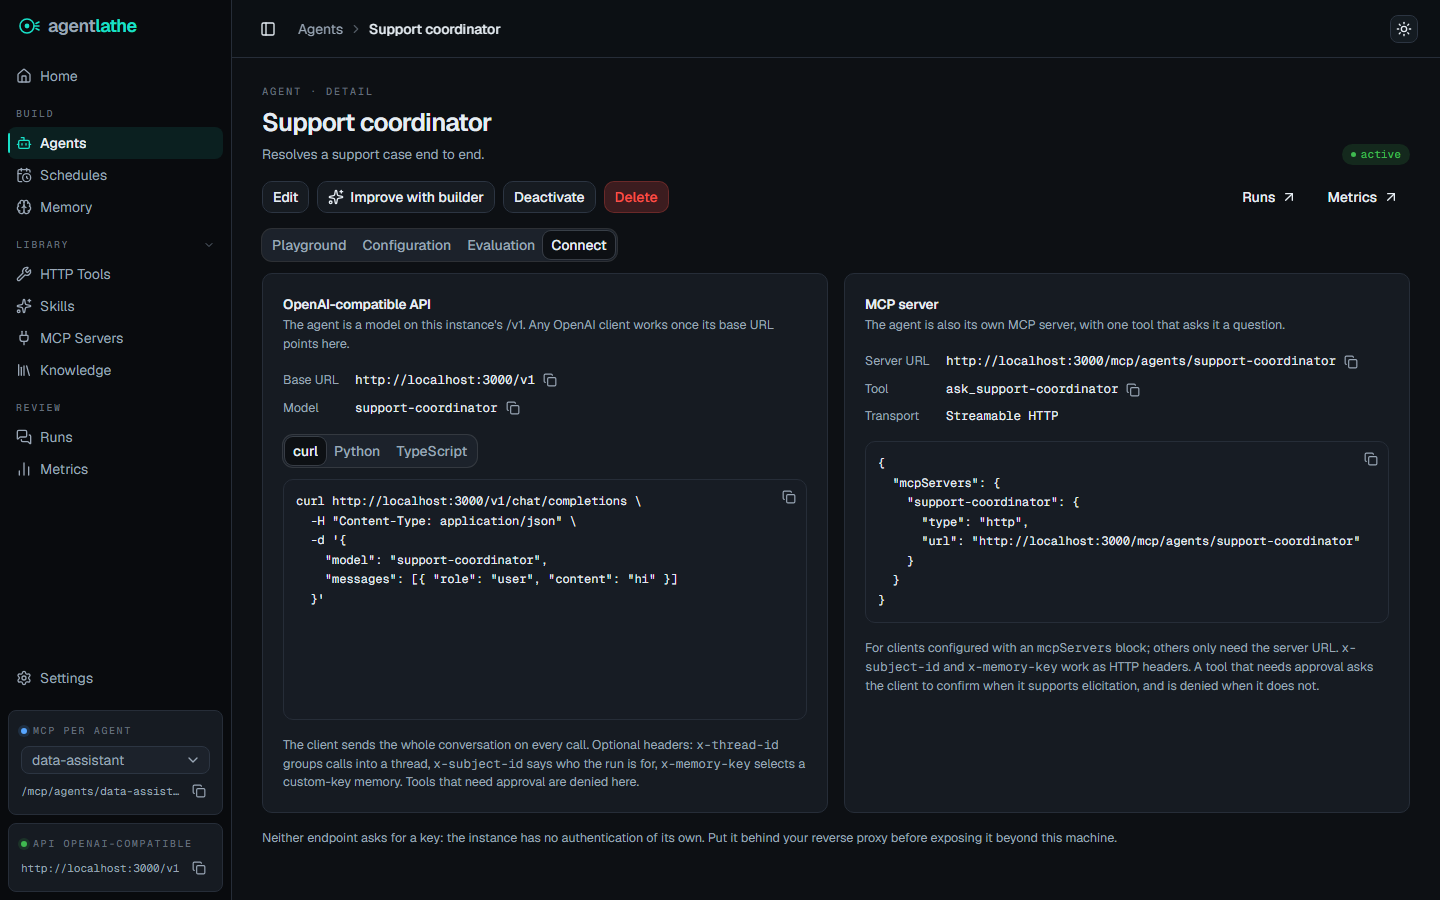 agentlathe
Home
BUILD
Agents
Schedules
Memory
LIBRARY
HTTP Tools
Skills
MCP Servers
Knowledge
REVIEW
Runs
Metrics
Settings
MCP PER AGENT
data-assistant
/mcp/agents/data-assist…
API OPENAI-COMPATIBLE
http://localhost:3000/v1
Agents > Support coordinator
AGENT · DETAIL
Support coordinator
Resolves a support case end to end.
active
Edit
Improve with builder
Deactivate
Delete
Runs
Metrics
Playground
Configuration
Evaluation
Connect
OpenAI-compatible API
The agent is a model on this instance's /v1. Any OpenAI client works once its base URL
points here.
Base URL http://localhost:3000/v1
Model support-coordinator
curl
Python
TypeScript
curl http://localhost:3000/v1/chat/completions \
-H "Content-Type: application/json" \
-d '{
"model": "support-coordinator",
"messages": [{ "role": "user", "content": "hi" }]
}'
The client sends the whole conversation on every call. Optional headers: x-thread-id
groups calls into a thread, x-subject-id says who the run is for, x-memory-key selects a
custom-key memory. Tools that need approval are denied here.
MCP server
The agent is also its own MCP server, with one tool that asks it a question.
Server URL http://localhost:3000/mcp/agents/support-coordinator
Tool ask_support-coordinator
Transport Streamable HTTP
{
"mcpServers": {
"support-coordinator": {
"type": "http",
"url": "http://localhost:3000/mcp/agents/support-coordinator"
}
}
}
For clients configured with an mcpServers block; others only need the server URL. x-
subject-id and x-memory-key work as HTTP headers. A tool that needs approval asks
the client to confirm when it supports elicitation, and is denied when it does not.
Neither endpoint asks for a key: the instance has no authentication of its own. Put it behind your reverse proxy before exposing it beyond this machine.